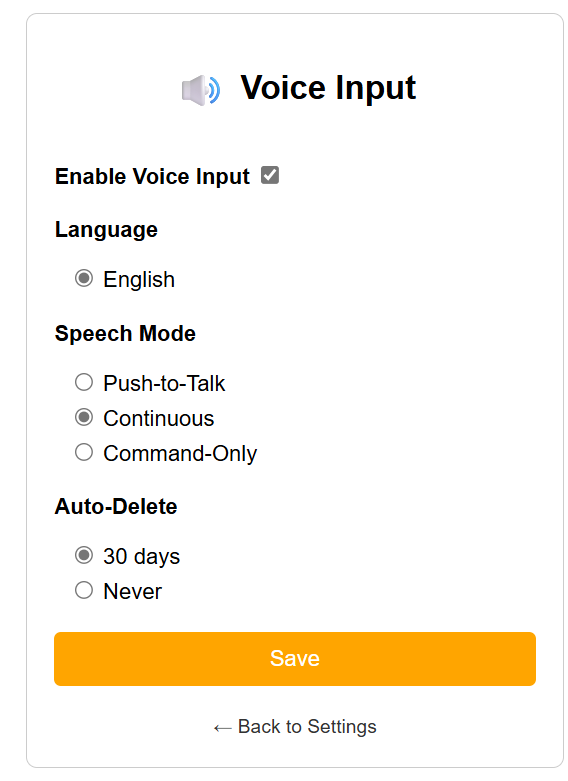 Voice Input
Enable Voice Input
Language
English
Speech Mode
Push-to-Talk
Continuous
Command-Only
Auto-Delete
30 days
Never
Save
← Back to Settings